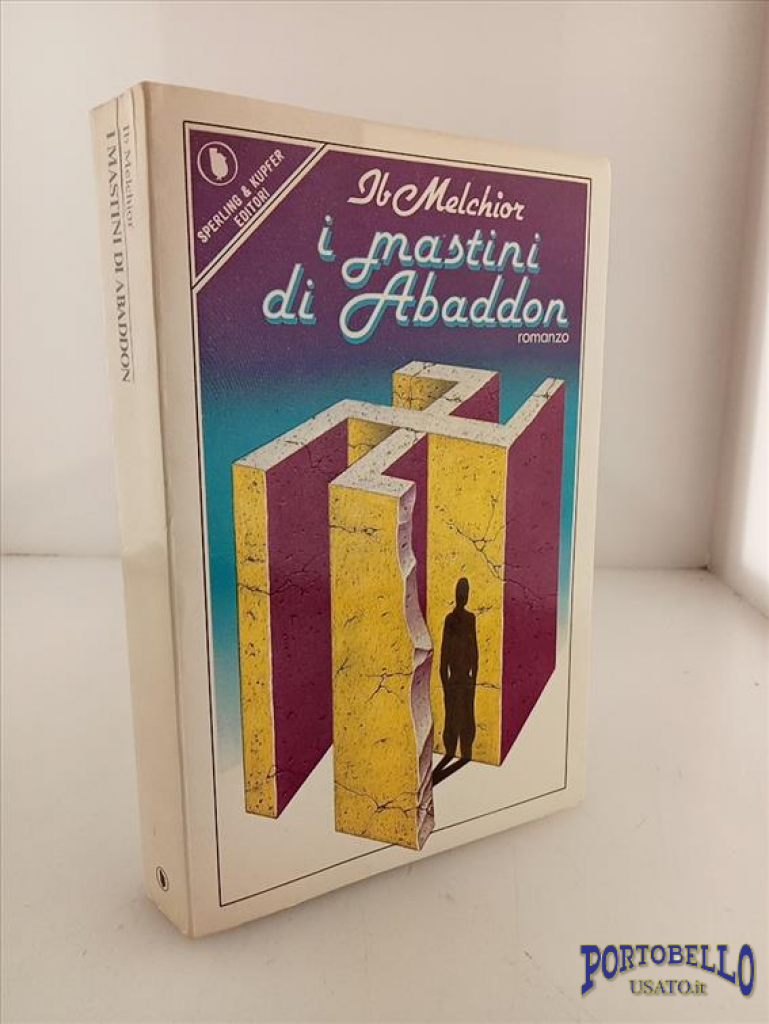 Ib Melchior
I MASTINI DI ABADDON
SPERLING & KUPFER
EDITORI
Ib Melchior
i mastini
di Abaddon
romanzo
PORTOBELLO
USATO.it